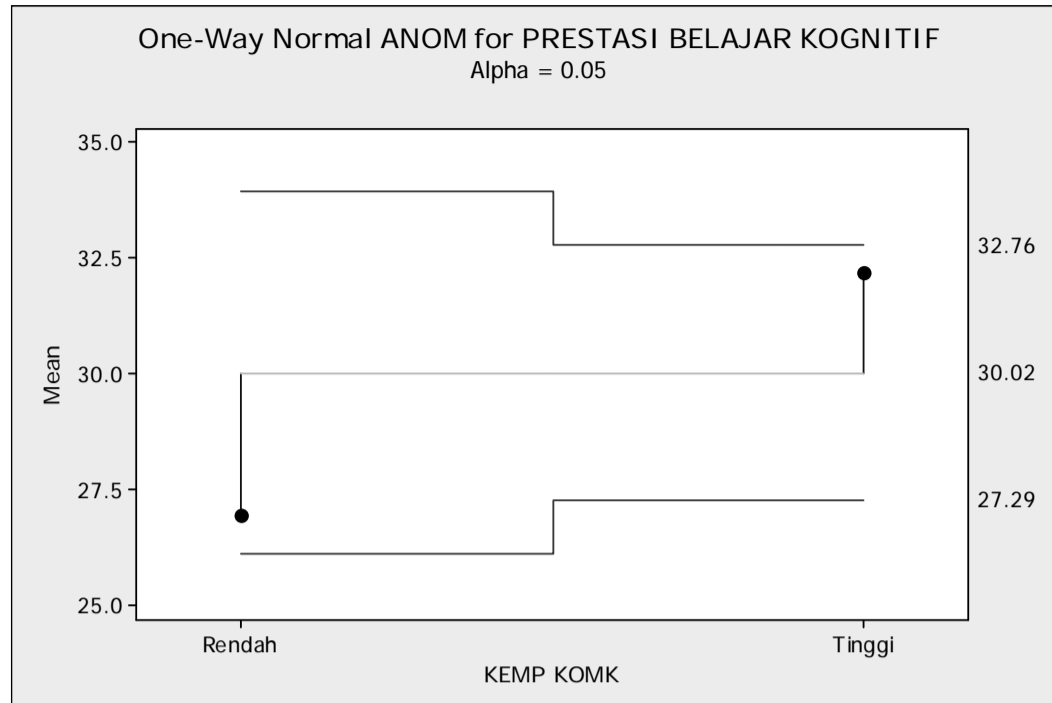 One-Way Normal ANOM for PRESTASI BELAJAR KOGNITIF
Alpha = 0.05
35.0
32.5
30.0
27.5
25.0
Mean
32.76
30.02
27.29
Rendah
Tinggi
KEMP KOMK